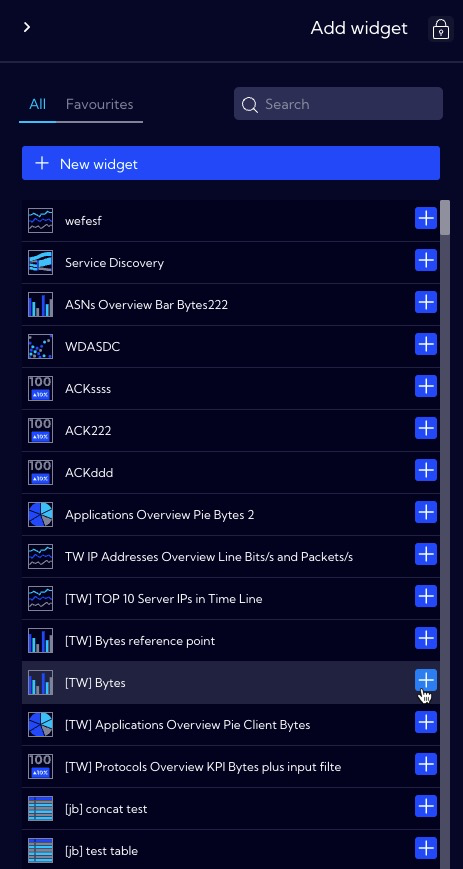 Add widget
All Favourites Search
New widget
wefesf
Service Discovery
ASNs Overview Bar Bytes222
WDASDC
100
▲10%
ACKssss
100
▲10%
ACK222
100
▲10%
ACKddd
Applications Overview Pie Bytes 2
TW IP Addresses Overview Line Bits/s and Packets/s
[TW] TOP 10 Server IPs in Time Line
[TW] Bytes reference point
[TW] Bytes
[TW] Applications Overview Pie Client Bytes
100
▲10%
[TW] Protocols Overview KPI Bytes plus input filte
[jb] concat test
[jb] test table